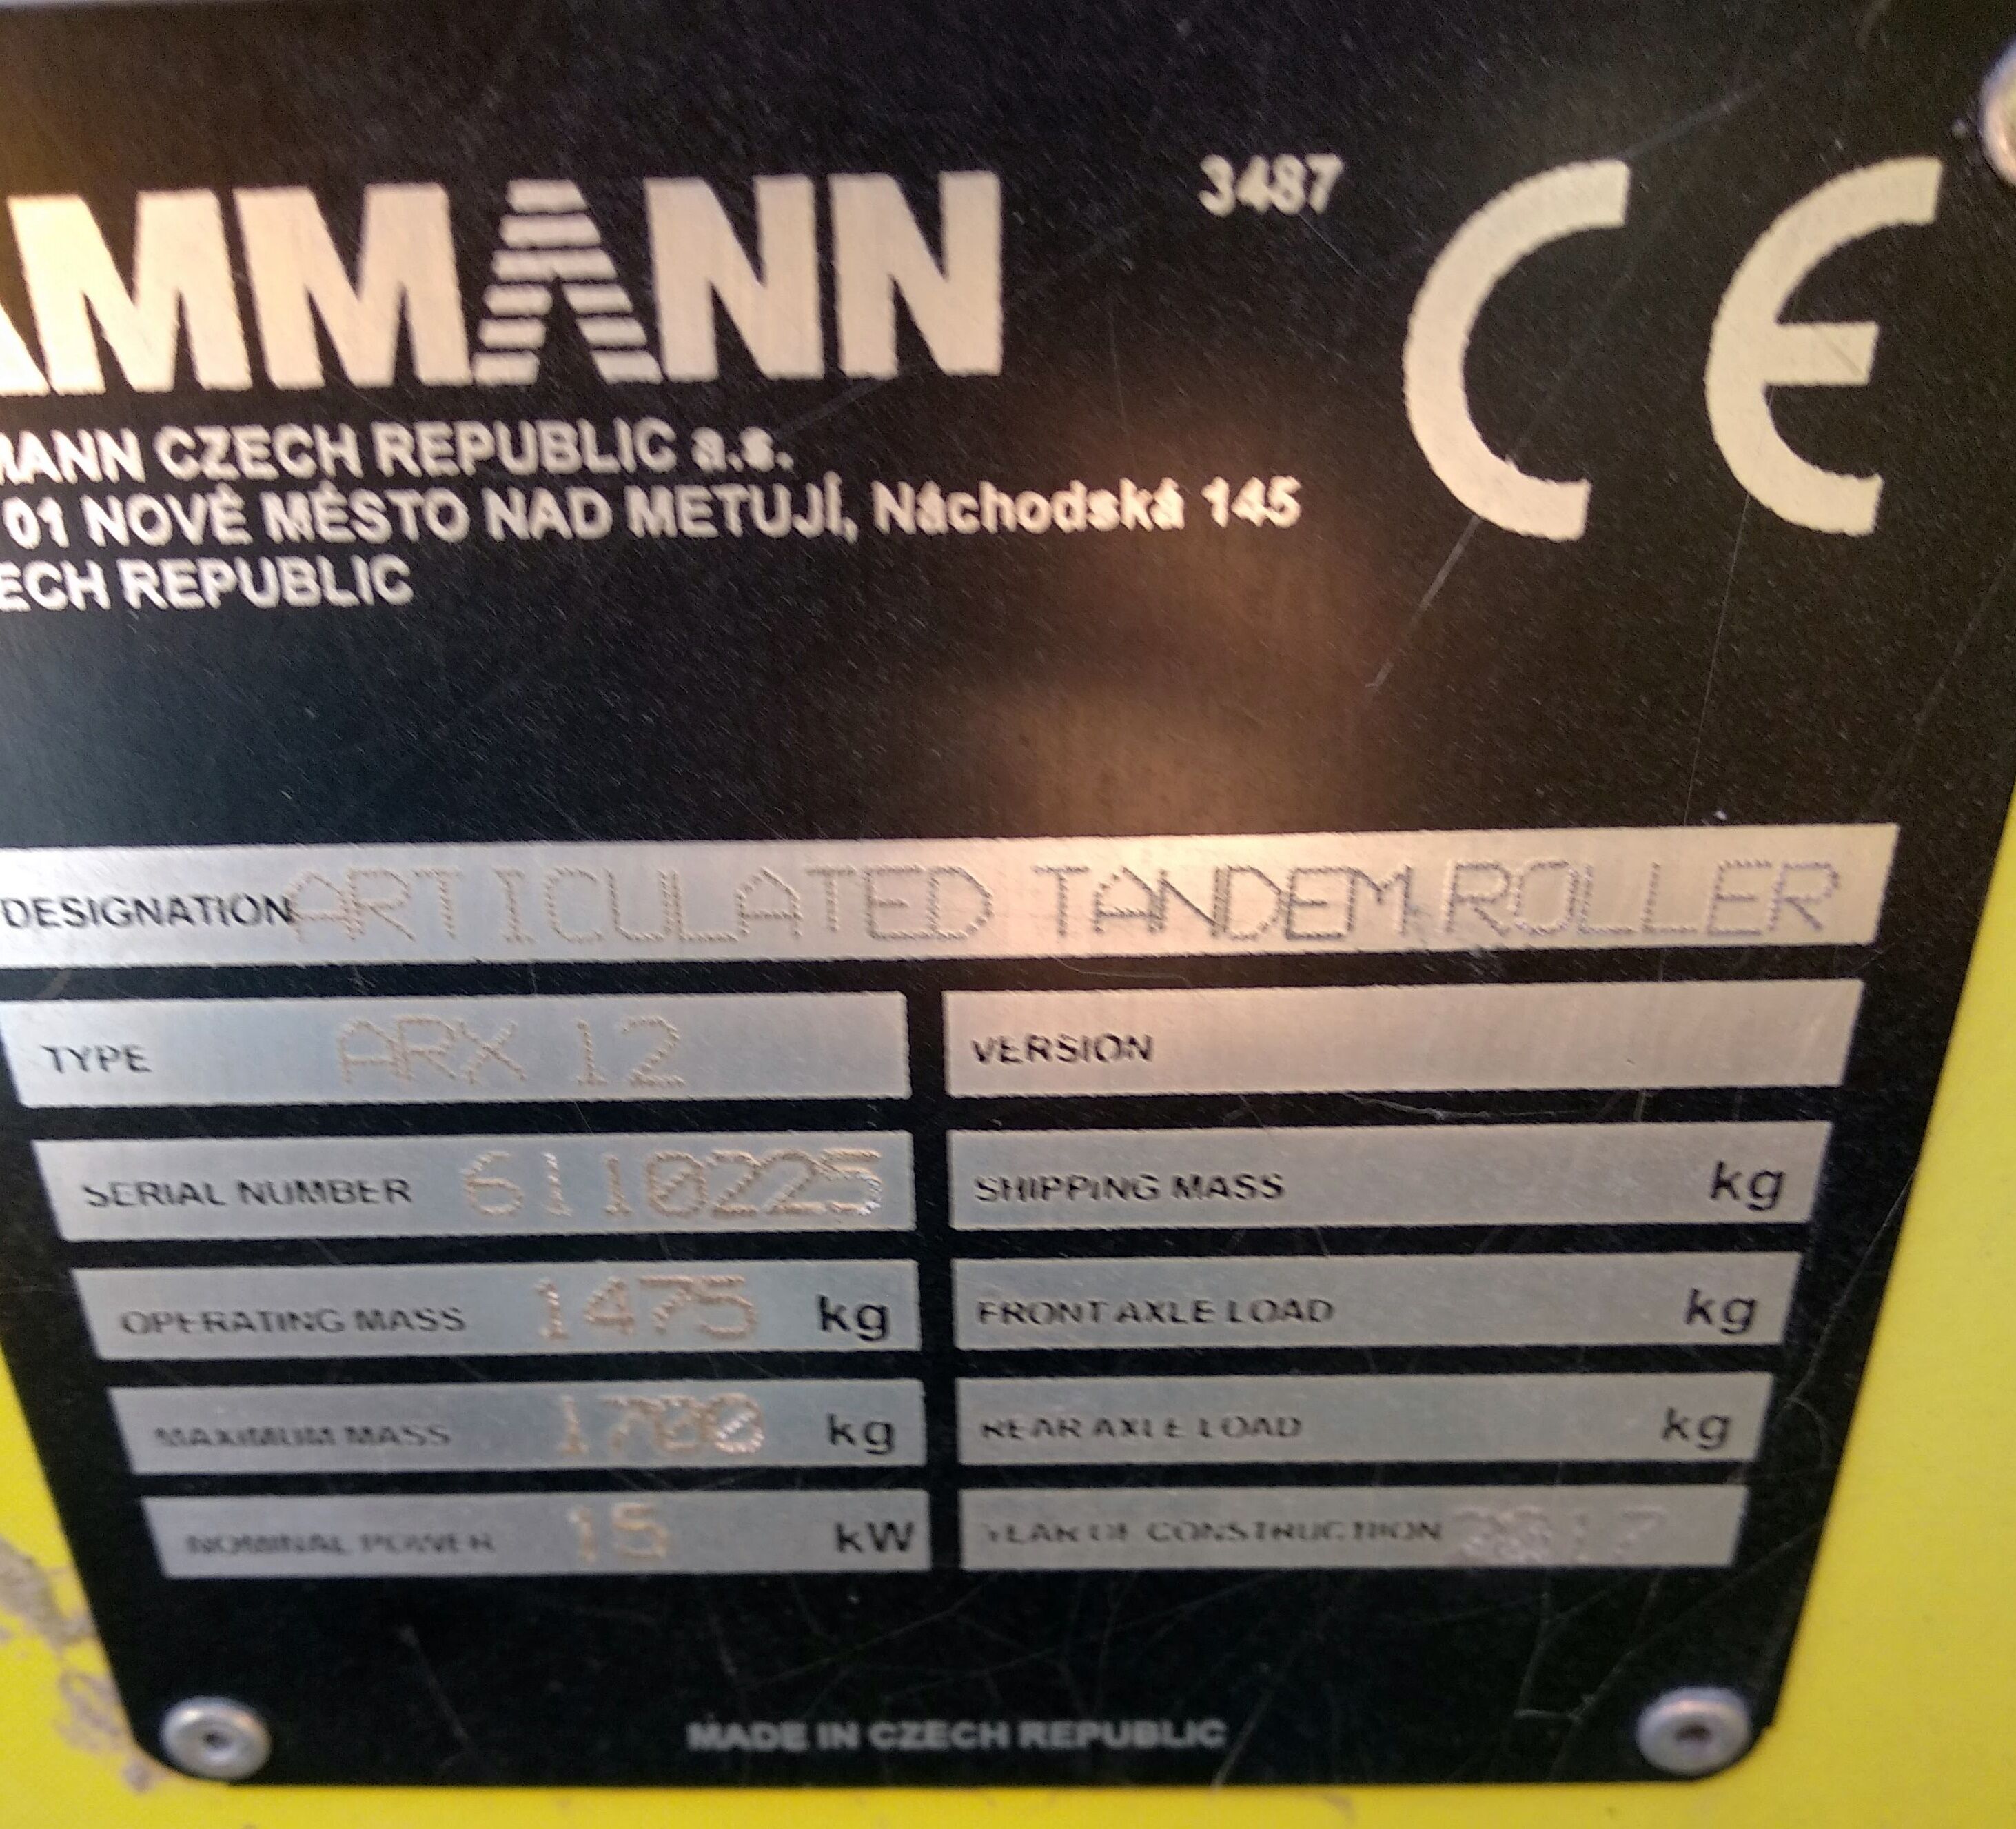 AMMANN
3487
CE
MANN CZECH REPUBLIC a.s.
01 NOVÉ MĚSTO NAD METUJÍ, Náchodská 145
ECH REPUBLIC
DESIGNATION ARTICULATED TANDEM ROLLER
TYPE ARX 12
VERSION
SERIAL NUMBER 6110225
SHIPPING MASS kg
OPERATING MASS 1475 kg
FRONT AXLE LOAD kg
MAXIMUM MASS 1700 kg
REAR AXLE LOAD kg
NOMINAL POWER 15 kW
YEAR OF CONSTRUCTION 2017
MADE IN CZECH REPUBLIC